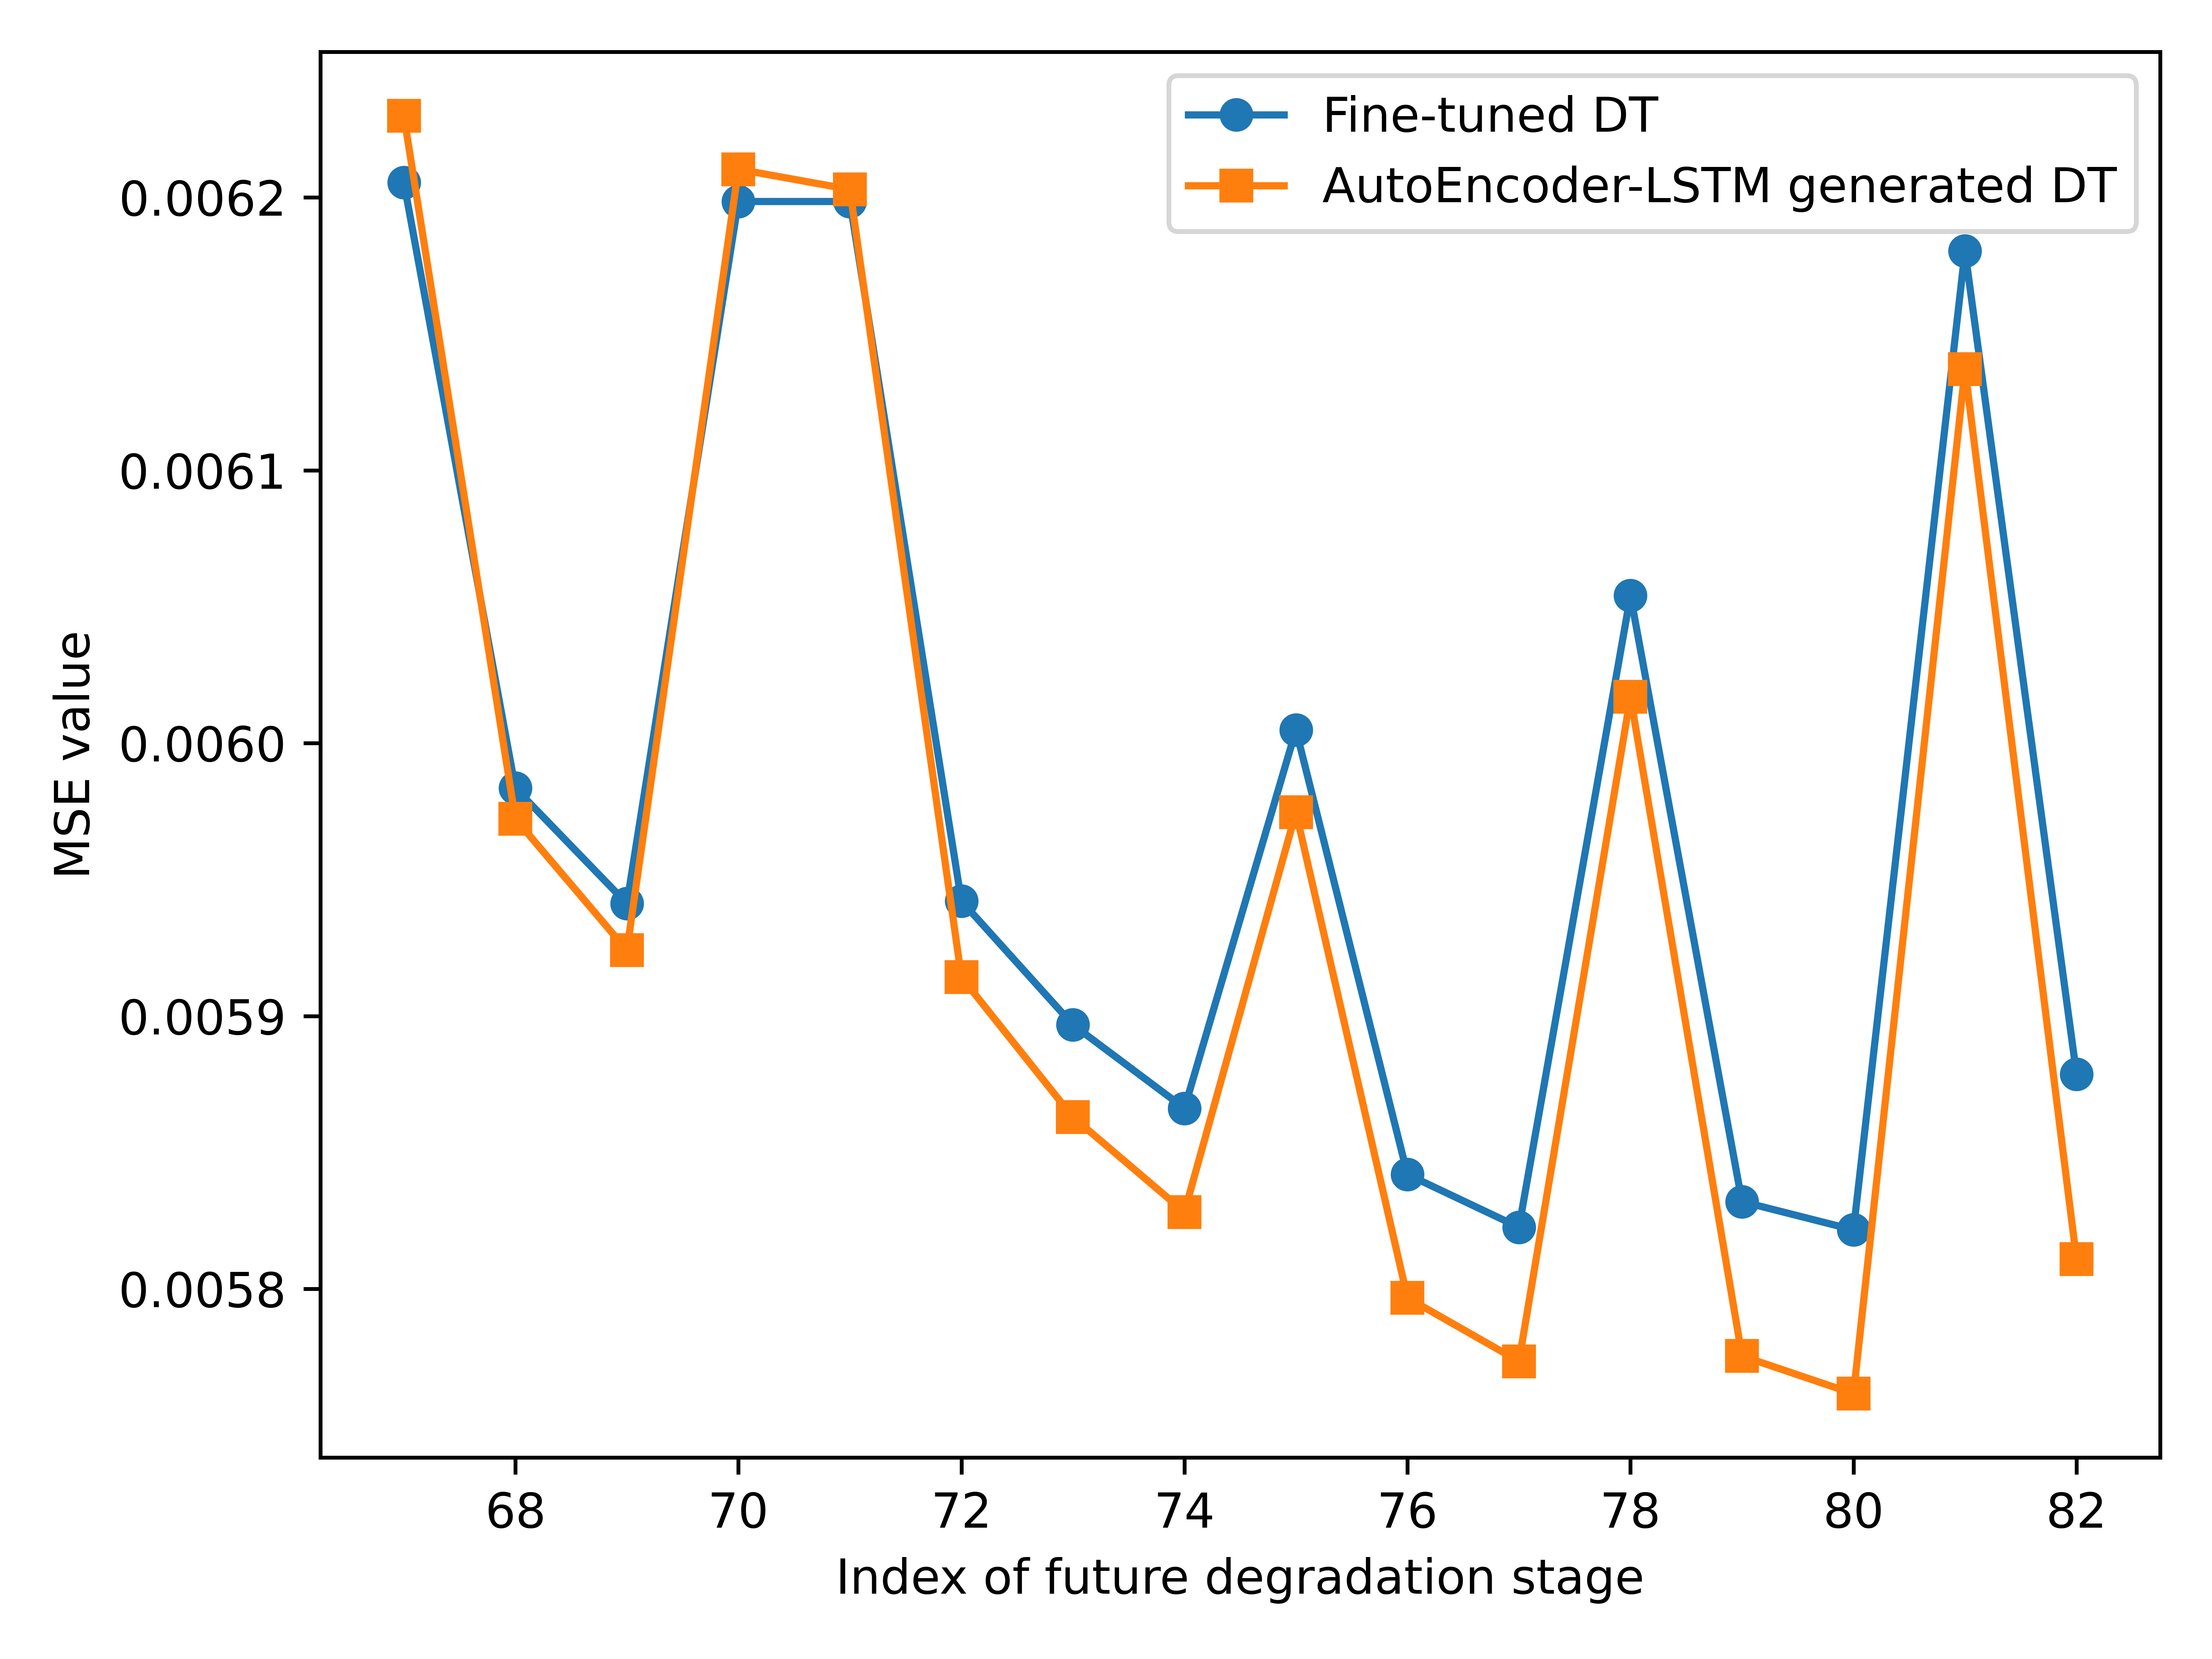 Fine-tuned DT
AutoEncoder-LSTM generated DT
0.0062
0.0061
0.0060
0.0059
0.0058
MSE value
68 70 72 74 76 78 80 82
Index of future degradation stage